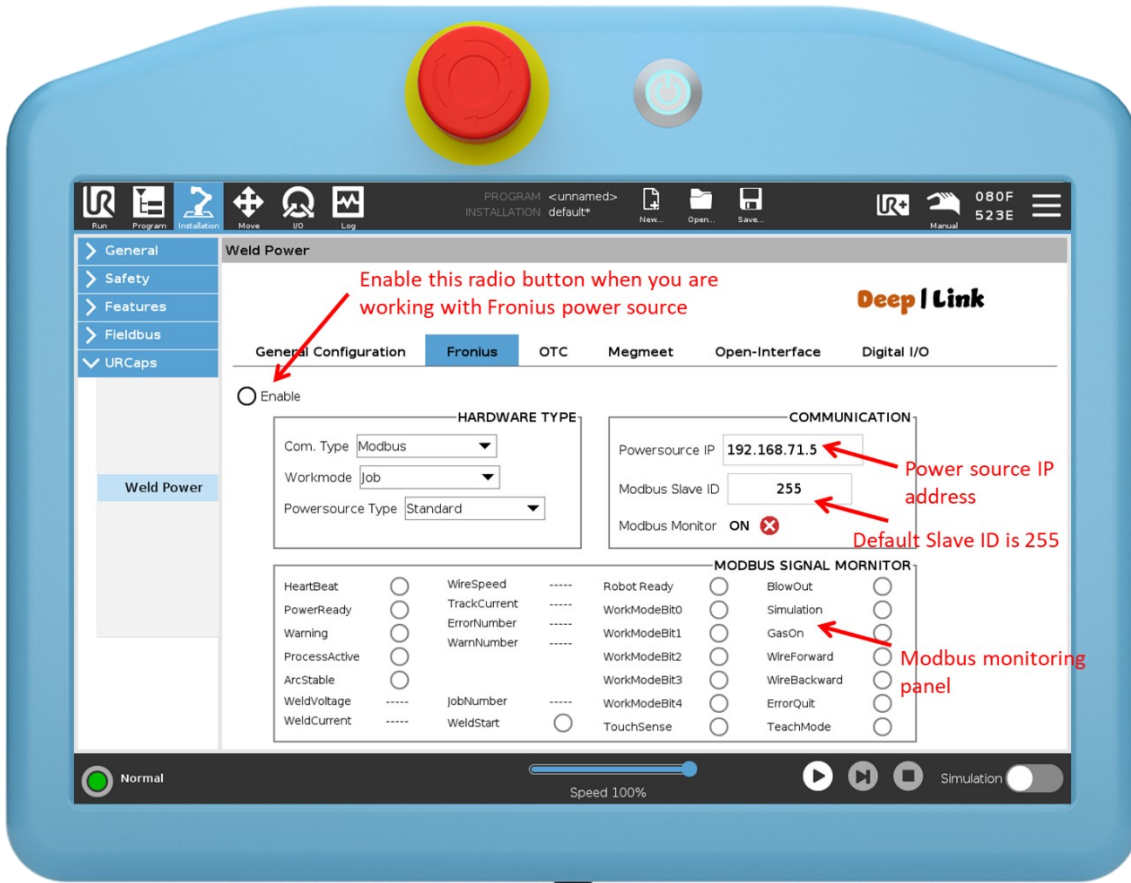 UR
Run
Program
Installation
Move
I/O
Log
PROGRAM <unnamed>
INSTALLATION default*
New...
Open...
Save...
UR+
Manual
080F
523E
General
Safety
Features
Fieldbus
URCaps
Weld Power
Weld Power
Enable this radio button when you are
working with Fronius power source
Deep | Link
General Configuration Fronius OTC Megmeet Open-Interface Digital I/O
Enable
HARDWARE TYPE
Com. Type Modbus
Workmode Job
Powersource Type Standard
COMMUNICATION
Powersource IP 192.168.71.5
Modbus Slave ID 255
Modbus Monitor ON
Power source IP
address
Default Slave ID is 255
MODBUS SIGNAL MORNITOR
HeartBeat
PowerReady
Warning
ProcessActive
ArcStable
WeldVoltage -----
WeldCurrent -----
WireSpeed -----
TrackCurrent -----
ErrorNumber -----
WarnNumber -----
JobNumber -----
WeldStart
Robot Ready
WorkModeBit0
WorkModeBit1
WorkModeBit2
WorkModeBit3
WorkModeBit4
TouchSense
BlowOut
Simulation
GasOn
WireForward
WireBackward
ErrorQuit
TeachMode
Modbus monitoring
panel
Normal
Speed 100%
Simulation